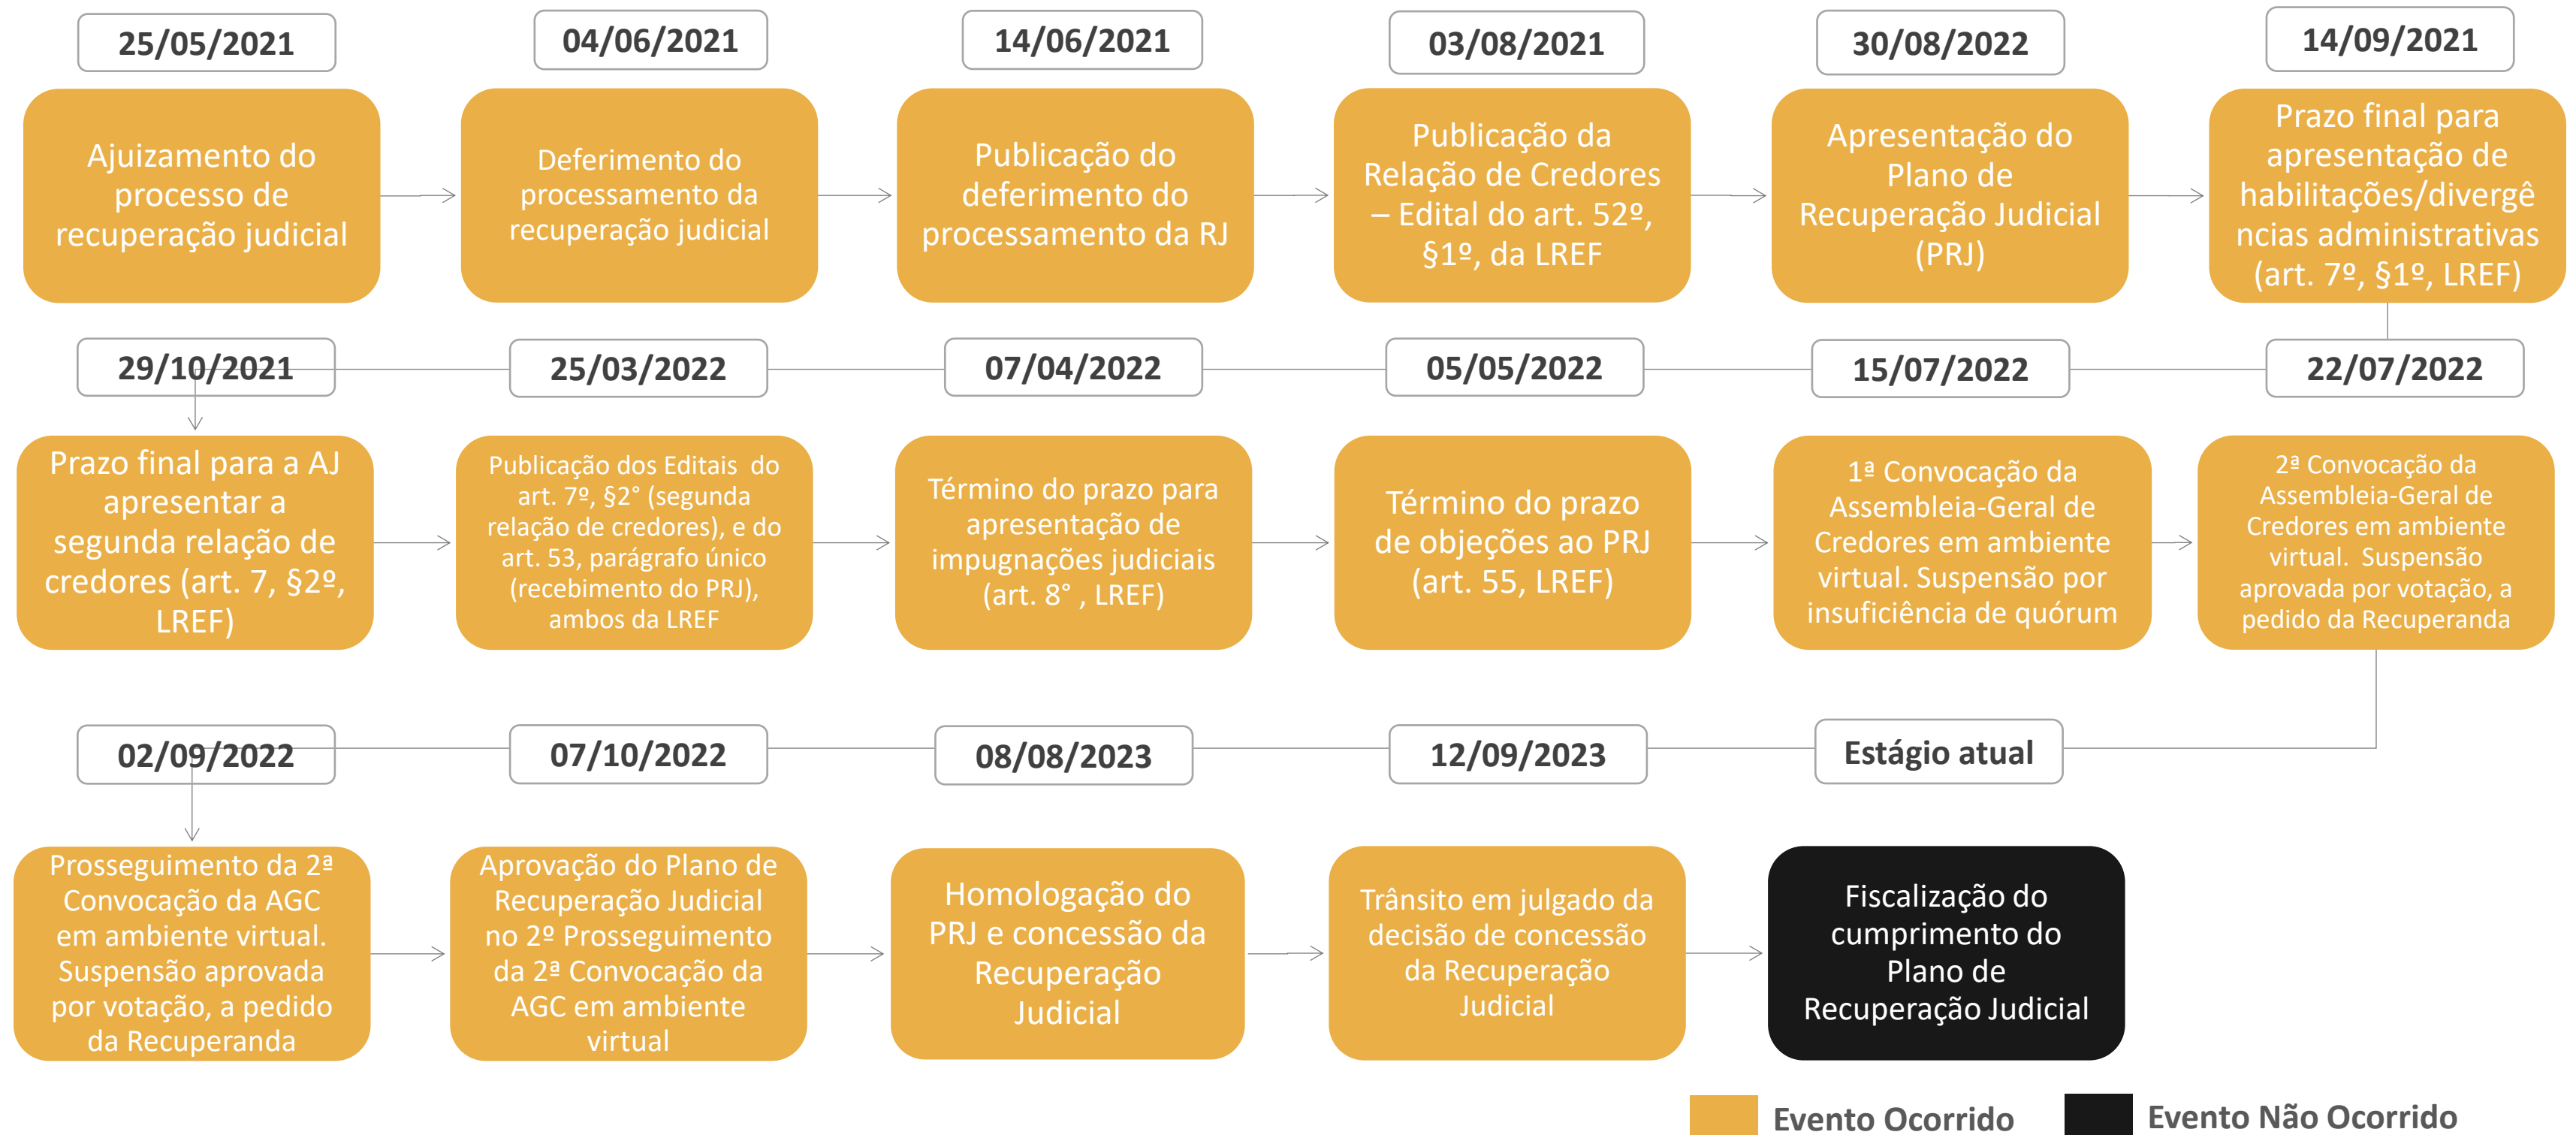 25/05/2021
Ajuizamento do
processo de
recuperação judicial
04/06/2021
Deferimento do
processamento da
recuperação judicial
14/06/2021
Publicação do
deferimento do
processamento da RJ
03/08/2021
Publicação da
Relação de Credores
– Edital do art. 52º,
§1º, da LREF
30/08/2022
Apresentação do
Plano de
Recuperação Judicial
(PRJ)
14/09/2021
Prazo final para
apresentação de
habilitações/divergê
ncias administrativas
(art. 7º, §1º, LREF)
29/10/2021
Prazo final para a AJ
apresentar a
segunda relação de
credores (art. 7, §2º,
LREF)
25/03/2022
Publicação dos Editais do
art. 7º, §2° (segunda
relação de credores), e do
art. 53, parágrafo único
(recebimento do PRJ),
ambos da LREF
07/04/2022
Término do prazo para
apresentação de
impugnações judiciais
(art. 8° , LREF)
05/05/2022
Término do prazo
de objeções ao PRJ
(art. 55, LREF)
15/07/2022
1ª Convocação da
Assembleia-Geral de
Credores em ambiente
virtual. Suspensão por
insuficiência de quórum
22/07/2022
2ª Convocação da
Assembleia-Geral de
Credores em ambiente
virtual. Suspensão
aprovada por votação, a
pedido da Recuperanda
02/09/2022
Prosseguimento da 2ª
Convocação da AGC
em ambiente virtual.
Suspensão aprovada
por votação, a pedido
da Recuperanda
07/10/2022
Aprovação do Plano de
Recuperação Judicial
no 2º Prosseguimento
da 2ª Convocação da
AGC em ambiente
virtual
08/08/2023
Homologação do
PRJ e concessão da
Recuperação
Judicial
12/09/2023
Trânsito em julgado da
decisão de concessão
da Recuperação
Judicial
Estágio atual
Fiscalização do
cumprimento do
Plano de
Recuperação Judicial
Evento Ocorrido
Evento Não Ocorrido